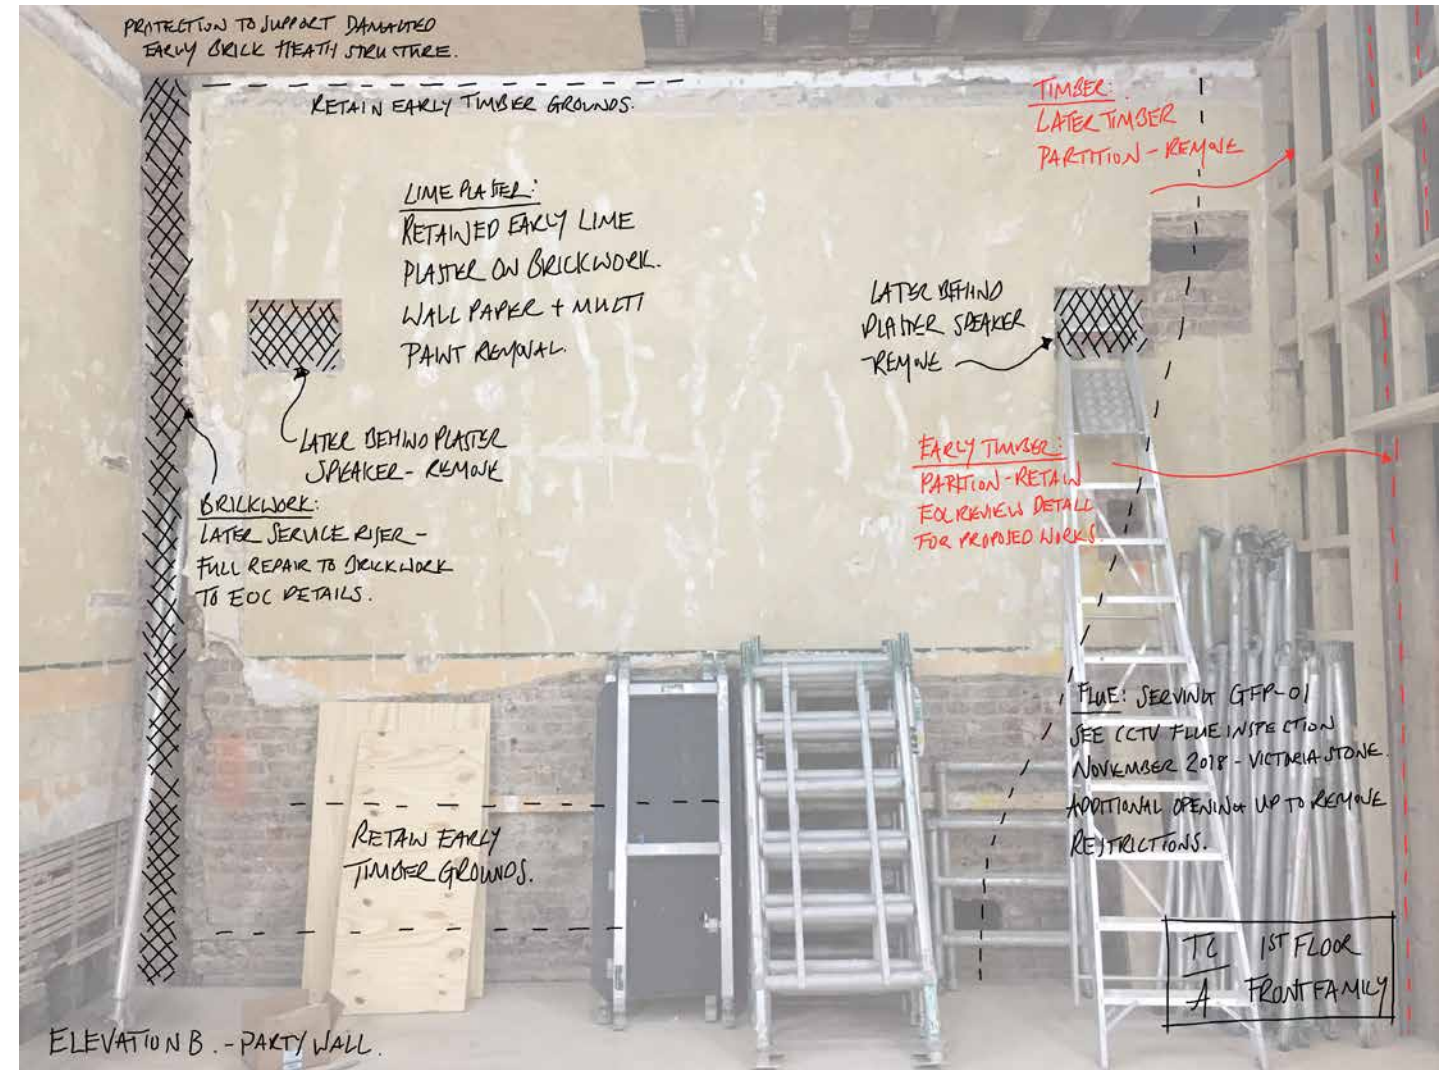 PROTECTION TO SUPPORT DAMAGED
EARLY BRICK HEATH STRUCTURE.
RETAIN EARLY TIMBER GROUNDS.
TIMBER:
LATER TIMBER
PARTITION - REMOVE
LIME PLASTER:
RETAINED EARLY LIME
PLASTER ON BRICKWORK.
WALL PAPER + MULTI
PAINT REMOVAL.
LATER BEHIND
PLASTER SPEAKER
REMOVE
LATER BEHIND PLASTER
SPEAKER - REMOVE
EARLY TIMBER:
PARTITION - RETAIN
EOC REVIEW DETAIL
FOR PROPOSED WORKS.
BRICKWORK:
LATER SERVICE RISER -
FULL REPAIR TO BRICKWORK
TO EOC DETAILS.
FLUE: SERVING GFP-01
SEE CCTV FLUE INSPECTION
NOVEMBER 2018 - VICTORIA STONE.
ADDITIONAL OPENING UP TO REMOVE
RESTRICTIONS.
RETAIN EARLY
TIMBER GROUNDS.
1ST FLOOR
A FRONT FAMILY
ELEVATION B. - PARTY WALL.